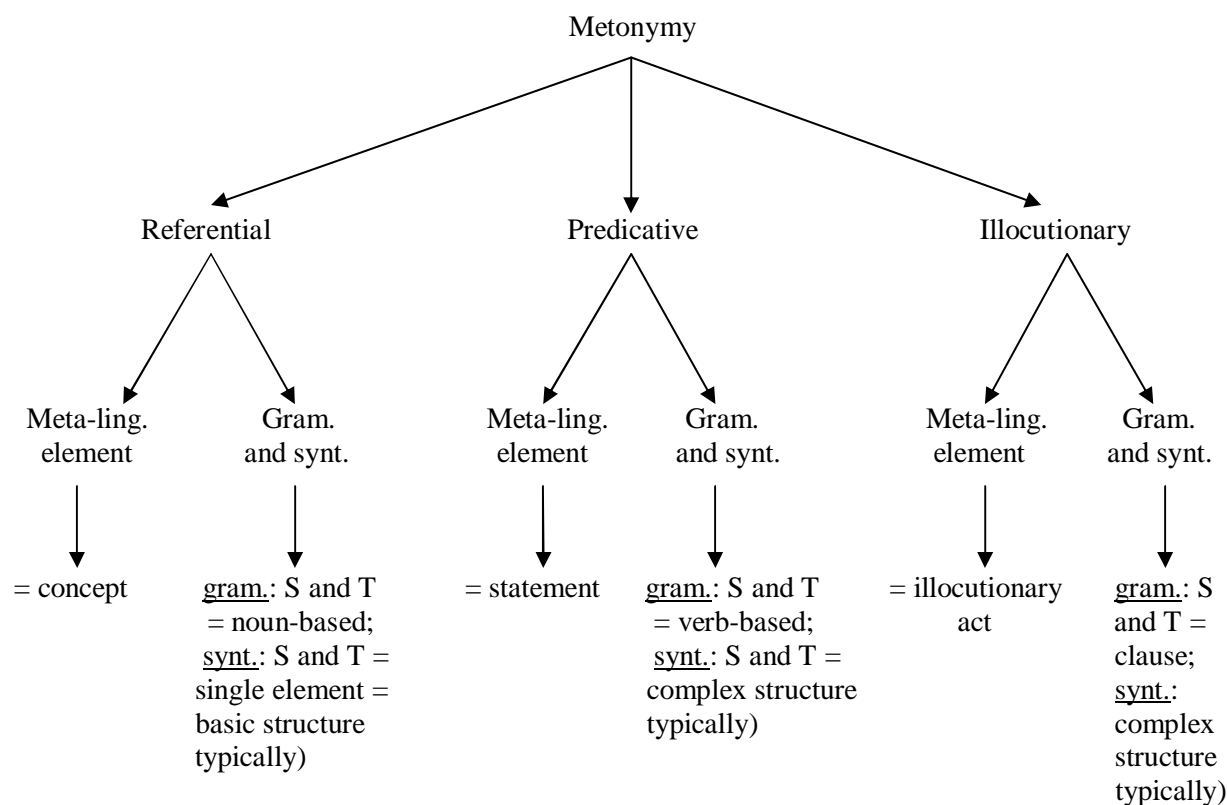 Metonymy
Referential
Predicative
Illocutionary
Meta-ling.
element
Gram.
and synt.
Meta-ling.
element
Gram.
and synt.
Meta-ling.
element
Gram.
and synt.
= concept
gram.: S and T
= noun-based;
synt.: S and T =
single element =
basic structure
typically)
= statement
gram.: S and T
= verb-based;
synt.: S and T =
complex structure
typically)
= illocutionary
act
gram.: S
and T =
clause;
synt.:
complex
structure
typically)